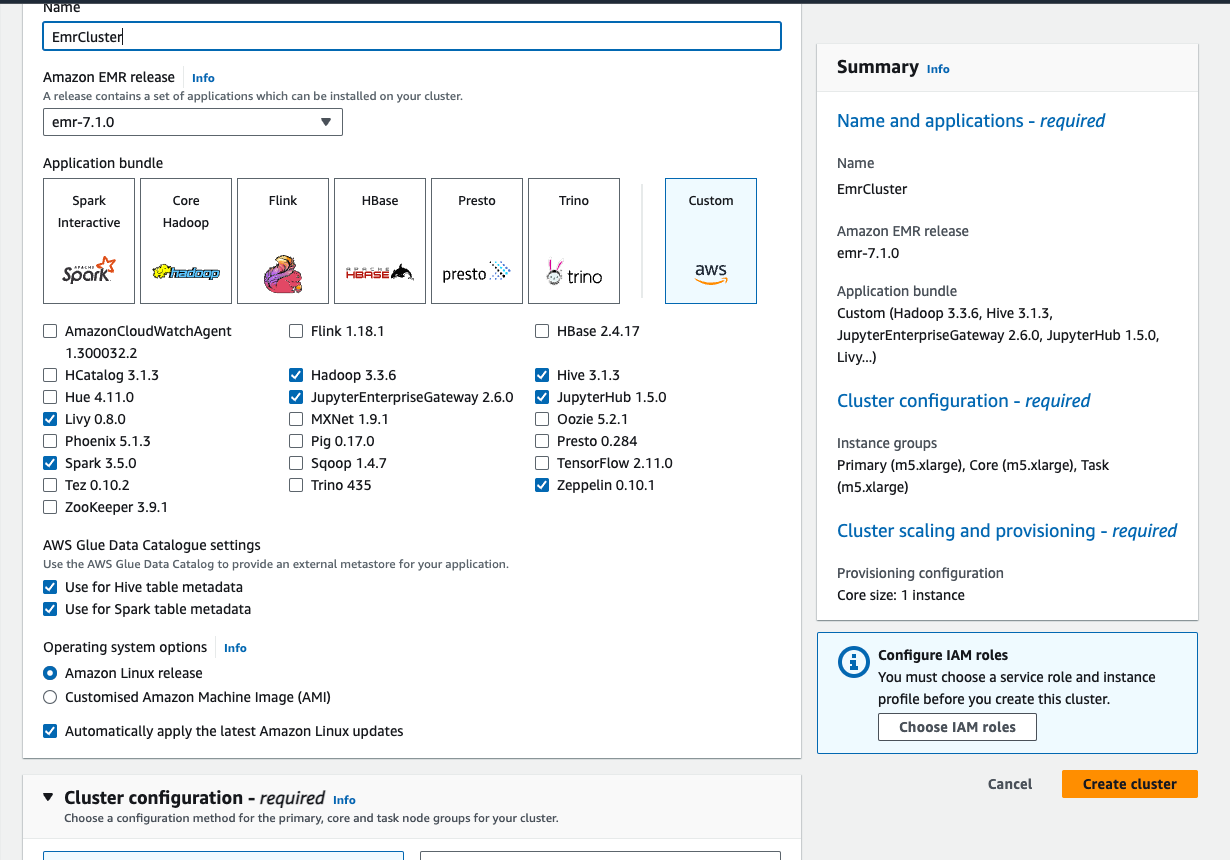 Name
EmrCluster
Amazon EMR release
Info
A release contains a set of applications which can be installed on your cluster.
emr-7.1.0
Application bundle
Spark
Interactive
APACHE
Spark
Core
Hadoop
hadoop
Flink
HBase
APACHE
HBASE
Presto
presto
Trino
trino
Custom
aws
AmazonCloudWatchAgent
1.300032.2
Flink 1.18.1
HBase 2.4.17
HCatalog 3.1.3
Hadoop 3.3.6
Hive 3.1.3
Hue 4.11.0
JupyterEnterpriseGateway 2.6.0
JupyterHub 1.5.0
Livy 0.8.0
MXNet 1.9.1
Oozie 5.2.1
Phoenix 5.1.3
Pig 0.17.0
Presto 0.284
Spark 3.5.0
Sqoop 1.4.7
TensorFlow 2.11.0
Tez 0.10.2
Trino 435
Zeppelin 0.10.1
ZooKeeper 3.9.1
AWS Glue Data Catalogue settings
Use the AWS Glue Data Catalog to provide an external metastore for your application.
Use for Hive table metadata
Use for Spark table metadata
Operating system options
Info
Amazon Linux release
Customised Amazon Machine Image (AMI)
Automatically apply the latest Amazon Linux updates
Cluster configuration - required Info
Choose a configuration method for the primary, core and task node groups for your cluster.
Summary Info
Name and applications - required
Name
EmrCluster
Amazon EMR release
emr-7.1.0
Application bundle
Custom (Hadoop 3.3.6, Hive 3.1.3,
JupyterEnterpriseGateway 2.6.0, JupyterHub 1.5.0,
Livy...)
Cluster configuration - required
Instance groups
Primary (m5.xlarge), Core (m5.xlarge), Task
(m5.xlarge)
Cluster scaling and provisioning - required
Provisioning configuration
Core size: 1 instance
Configure IAM roles
You must choose a service role and instance
profile before you create this cluster.
Choose IAM roles
Cancel
Create cluster